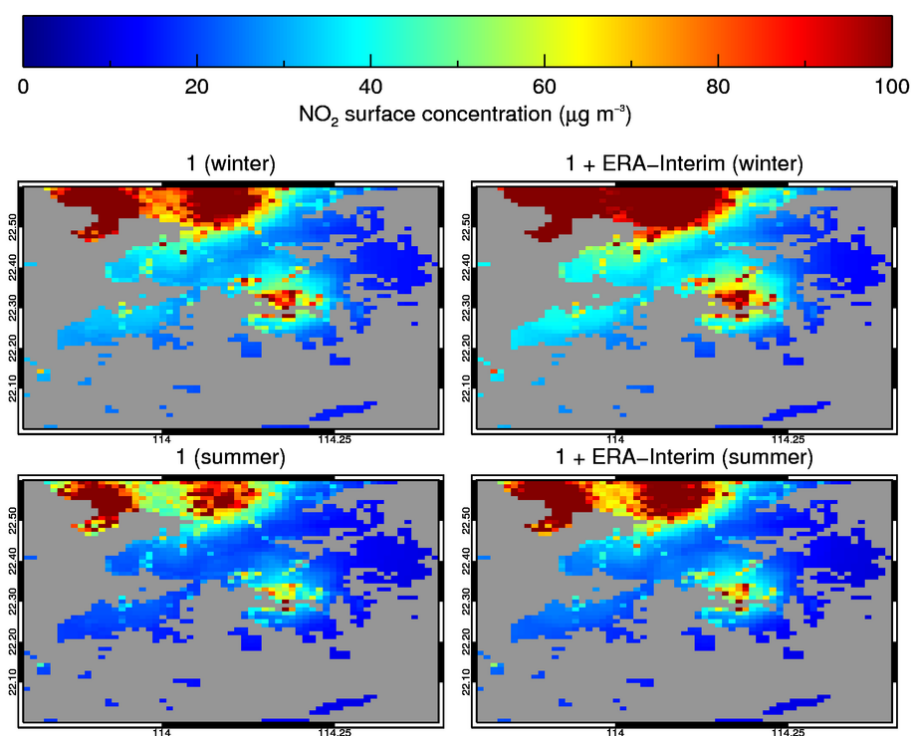 0 20 40 60 80 100
NO₂ surface concentration (μg m⁻³)
1 (winter) 1 + ERA−Interim (winter)
22.50 22.50
22.40 22.40
22.30 22.30
22.20 22.20
22.10 22.10
114 114.25 114 114.25
1 (summer) 1 + ERA−Interim (summer)
22.50 22.50
22.40 22.40
22.30 22.30
22.20 22.20
22.10 22.10
114 114.25 114 114.25